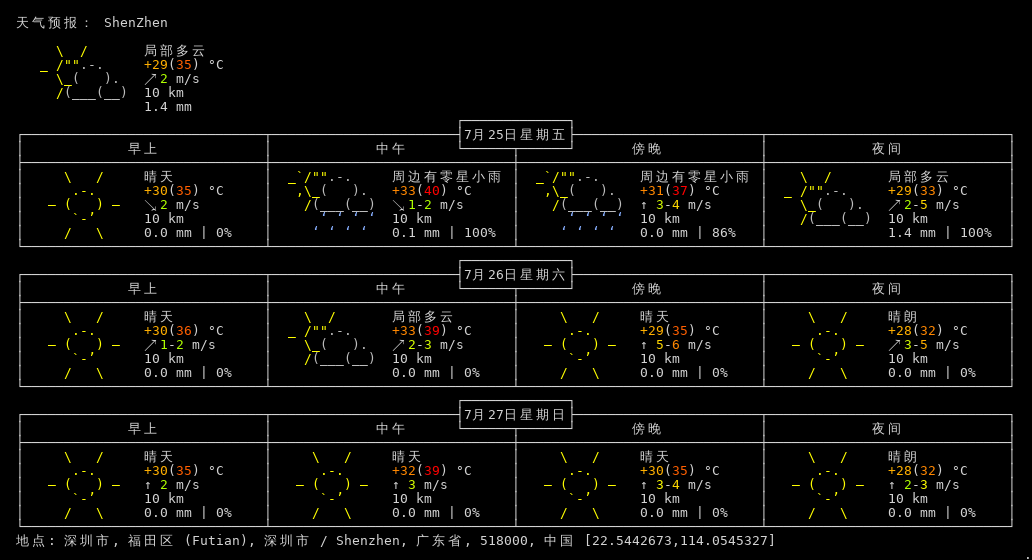 天气预报： ShenZhen
局部多云
+29(35) °C
↗2 m/s
10 km
1.4 mm
7月25日星期五
早上 中午 傍晚 夜间
晴天 周边有零星小雨 周边有零星小雨 局部多云
+30(35) °C +33(40) °C +31(37) °C +29(33) °C
↘2 m/s ↘1-2 m/s ↑ 3-4 m/s ↗2-5 m/s
10 km 10 km 10 km 10 km
0.0 mm | 0% 0.1 mm | 100% 0.0 mm | 86% 1.4 mm | 100%
7月26日星期六
早上 中午 傍晚 夜间
晴天 局部多云 晴天 晴朗
+30(36) °C +33(39) °C +29(35) °C +28(32) °C
↗1-2 m/s ↗2-3 m/s ↑ 5-6 m/s ↗3-5 m/s
10 km 10 km 10 km 10 km
0.0 mm | 0% 0.0 mm | 0% 0.0 mm | 0% 0.0 mm | 0%
7月27日星期日
早上 中午 傍晚 夜间
晴天 晴天 晴天 晴朗
+30(35) °C +32(39) °C +30(35) °C +28(32) °C
↑ 2 m/s ↑ 3 m/s ↑ 3-4 m/s ↑ 2-3 m/s
10 km 10 km 10 km 10 km
0.0 mm | 0% 0.0 mm | 0% 0.0 mm | 0% 0.0 mm | 0%
地点: 深圳市, 福田区 (Futian), 深圳市 / Shenzhen, 广东省, 518000, 中国 [22.5442673,114.0545327]